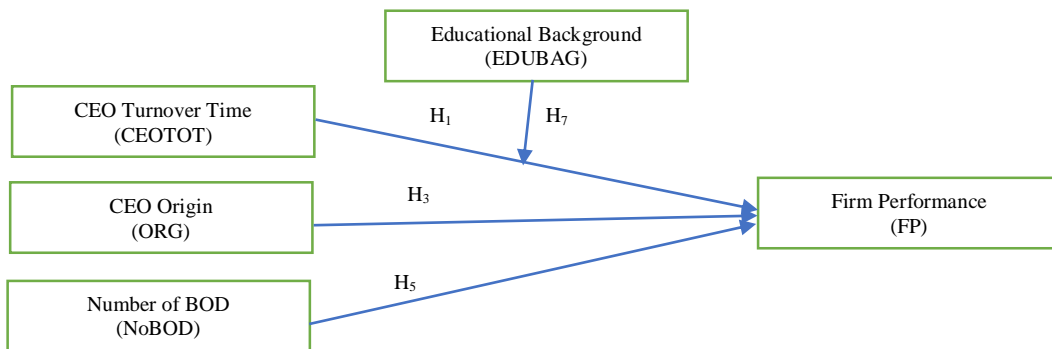 Educational Background
(EDUBAG)
CEO Turnover Time
(CEOTOT)
H₁
H₇
CEO Origin
(ORG)
H₃
Firm Performance
(FP)
Number of BOD
(NoBOD)
H₅